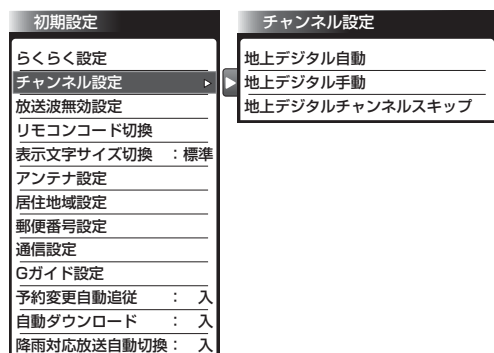 初期設定
らくらく設定
チャンネル設定
放送波無効設定
リモコンコード切換
表示文字サイズ切換 ：標準
アンテナ設定
居住地域設定
郵便番号設定
通信設定
Gガイド設定
予約変更自動追従 ： 入
自動ダウンロード ： 入
降雨対応放送自動切換： 入
チャンネル設定
地上デジタル自動
地上デジタル手動
地上デジタルチャンネルスキップ